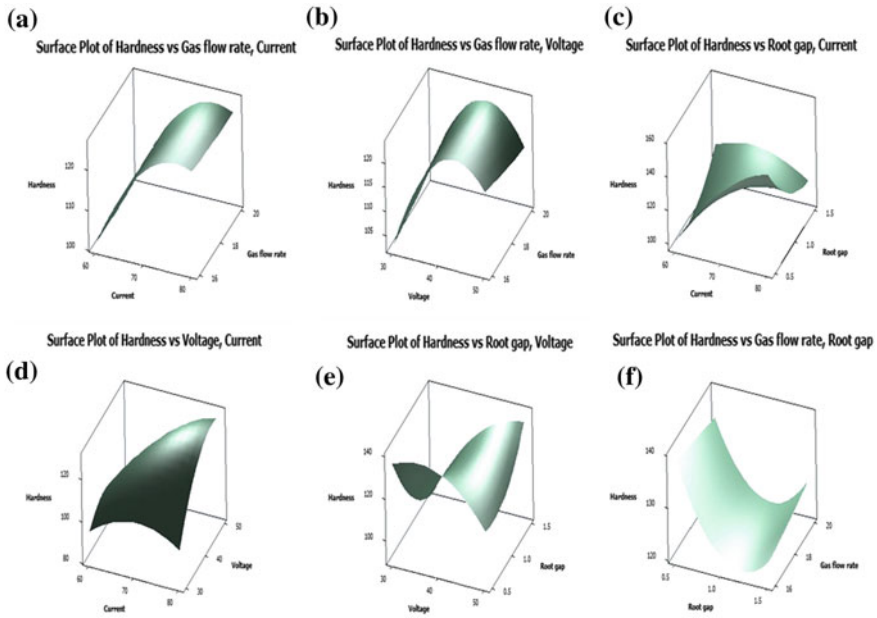 (a)
Surface Plot of Hardness vs Gas flow rate, Current
Hardness
120
110
100
60
70
80
Current
16
18
20
Gas flow rate
(b)
Surface Plot of Hardness vs Gas flow rate, Voltage
Hardness
120
115
110
105
30
40
50
Voltage
16
18
20
Gas flow rate
(c)
Surface Plot of Hardness vs Root gap, Current
Hardness
160
140
120
100
60
70
80
Current
0.5
1.0
1.5
Root gap
(d)
Surface Plot of Hardness vs Voltage, Current
Hardness
120
100
80
60
70
80
Current
30
40
50
Voltage
(e)
Surface Plot of Hardness vs Root gap, Voltage
Hardness
140
120
100
30
40
50
Voltage
0.5
1.0
1.5
Root gap
(f)
Surface Plot of Hardness vs Gas flow rate, Root gap
Hardness
140
130
120
0.5
1.0
1.5
Root gap
16
18
20
Gas flow rate